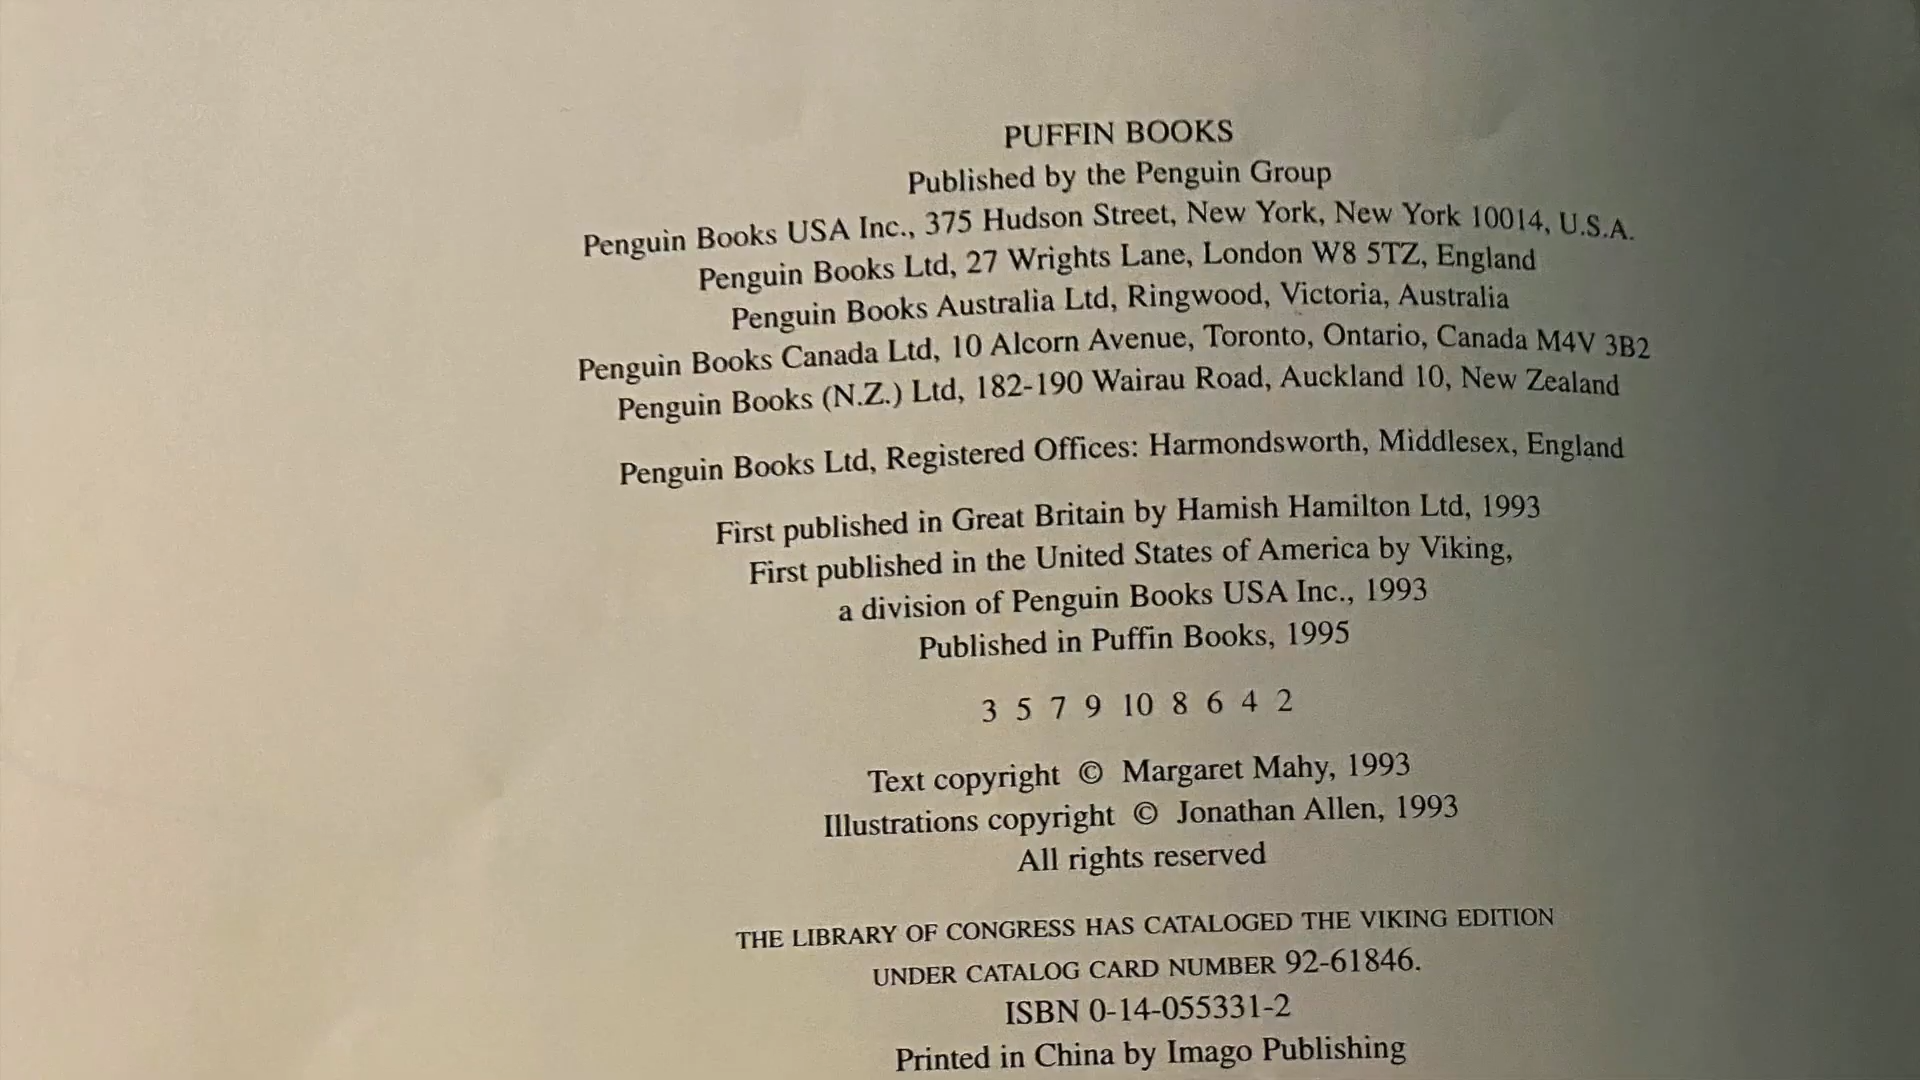 PUFFIN BOOKS
Published by the Penguin Group
Penguin Books USA Inc., 375 Hudson Street, New York, New York 10014, U.S.A.
Penguin Books Ltd, 27 Wrights Lane, London W8 5TZ, England
Penguin Books Australia Ltd, Ringwood, Victoria, Australia
Penguin Books Canada Ltd, 10 Alcorn Avenue, Toronto, Ontario, Canada M4V 3B2
Penguin Books (N.Z.) Ltd, 182-190 Wairau Road, Auckland 10, New Zealand
Penguin Books Ltd, Registered Offices: Harmondsworth, Middlesex, England
First published in Great Britain by Hamish Hamilton Ltd, 1993
First published in the United States of America by Viking,
a division of Penguin Books USA Inc., 1993
Published in Puffin Books, 1995
3 5 7 9 10 8 6 4 2
Text copyright © Margaret Mahy, 1993
Illustrations copyright © Jonathan Allen, 1993
All rights reserved
THE LIBRARY OF CONGRESS HAS CATALOGED THE VIKING EDITION
UNDER CATALOG CARD NUMBER 92-61846.
ISBN 0-14-055331-2
Printed in China by Imago Publishing